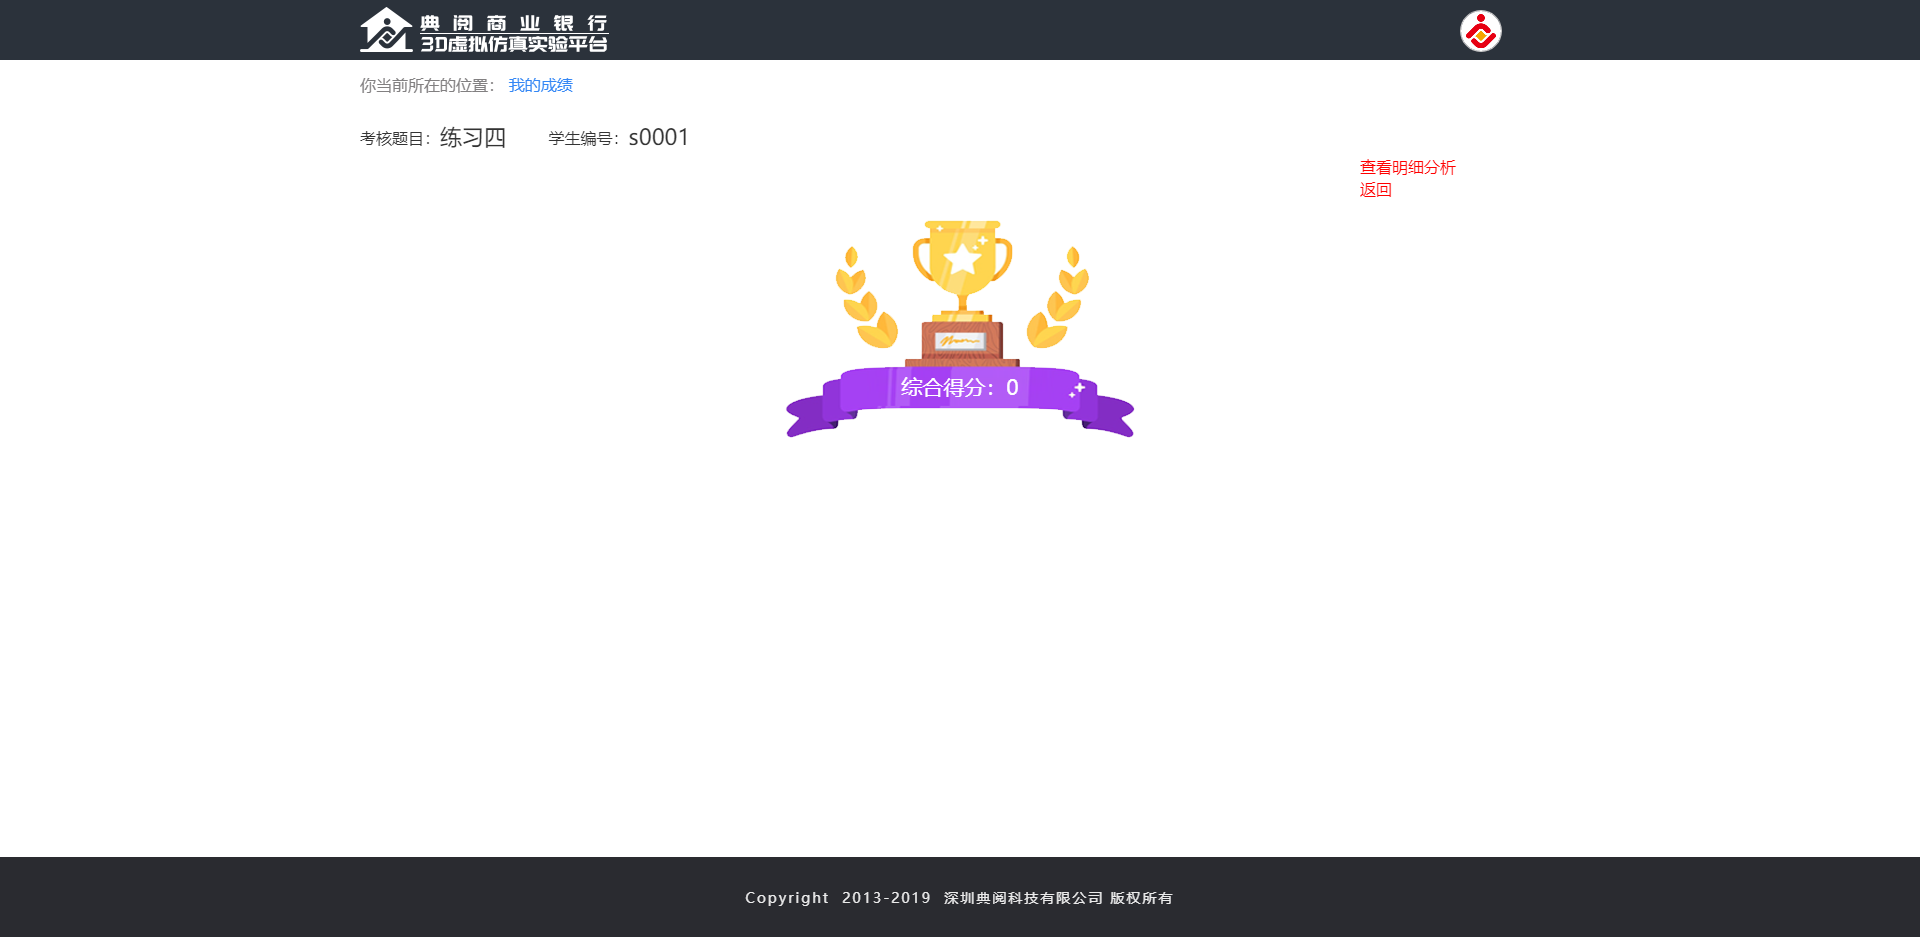 典阅商业银行
3D虚拟仿真实验平台
你当前所在的位置： 我的成绩
考核题目：练习四 学生编号：s0001
查看明细分析
返回
综合得分：0
Copyright 2013-2019 深圳典阅科技有限公司 版权所有